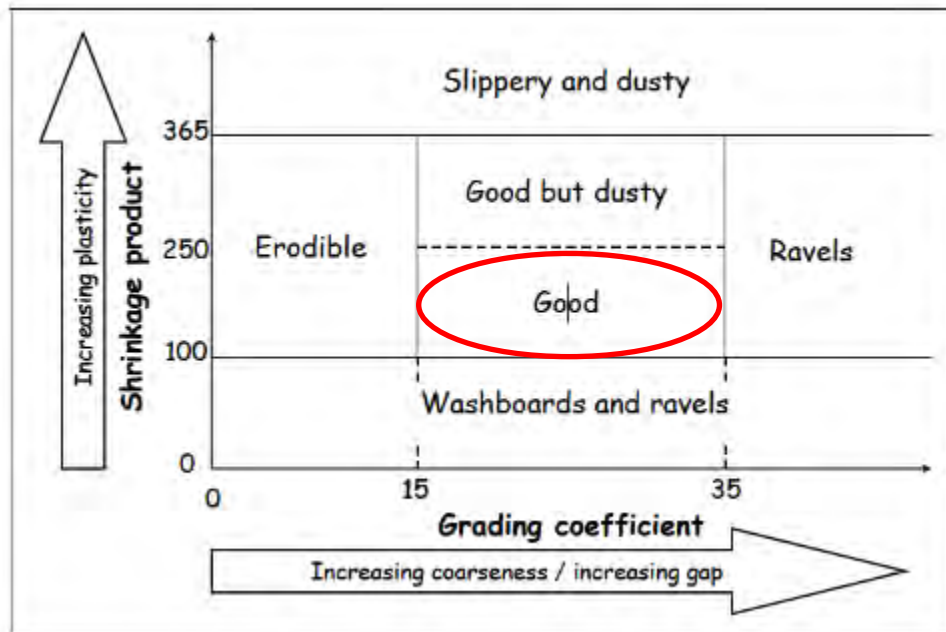 Slippery and dusty
365
Good but dusty
250
Erodible
Ravels
Good
100
Washboards and ravels
0
0
15
35
Increasing plasticity
Shrinkage product
Grading coefficient
Increasing coarseness / increasing gap